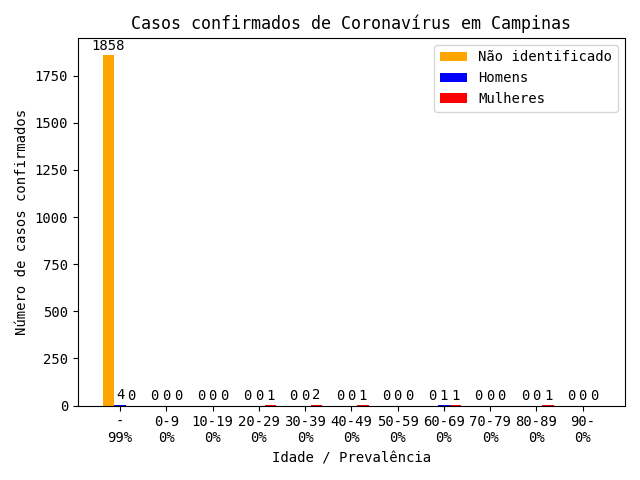 Casos confirmados de Coronavírus em Campinas
1858
Não identificado
Homens
Mulheres
1750
1500
1250
1000
750
500
250
0
Número de casos confirmados
4 0 0 0 0 0 0 0 0 0 1 0 0 2 0 0 1 0 0 0 0 1 1 0 0 0 0 0 1 0 0 0
- 0-9 10-19 20-29 30-39 40-49 50-59 60-69 70-79 80-89 90-
99% 0% 0% 0% 0% 0% 0% 0% 0% 0% 0%
Idade / Prevalência